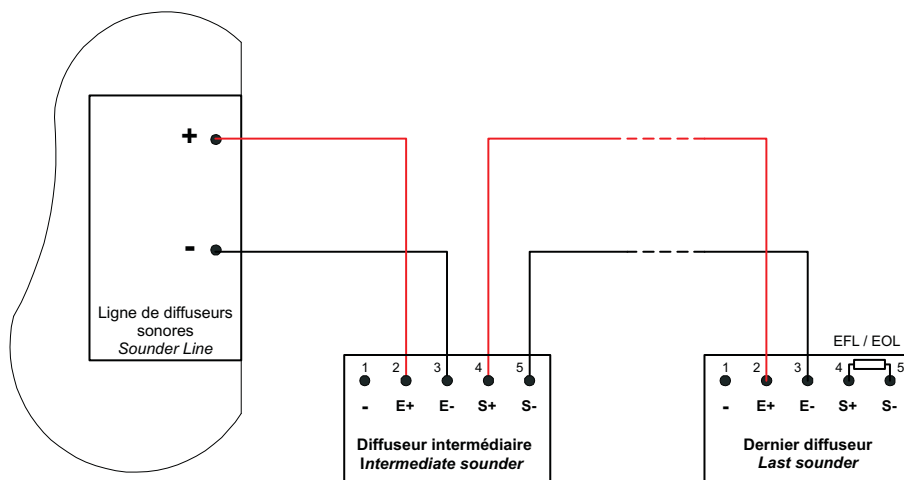 +
-
Ligne de diffuseurs
sonores
Sounder Line
1 2 3 4 5
- E+ E- S+ S-
Diffuseur intermédiaire
Intermediate sounder
EFL / EOL
1 2 3 4 5
- E+ E- S+ S-
Dernier diffuseur
Last sounder